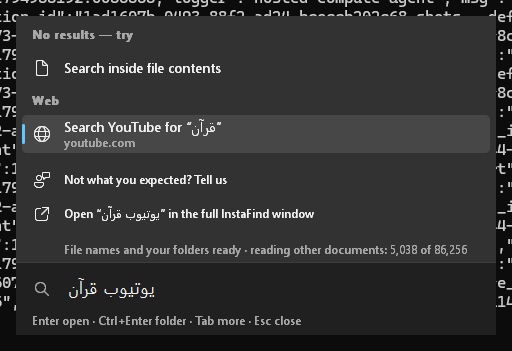 No results — try
Search inside file contents
Web
Search YouTube for “قرآن”
youtube.com
Not what you expected? Tell us
Open “يوتيوب قرآن” in the full InstaFind window
File names and your folders ready · reading other documents: 5,038 of 86,256
يوتيوب قرآن
Enter open · Ctrl+Enter folder · Tab more · Esc close